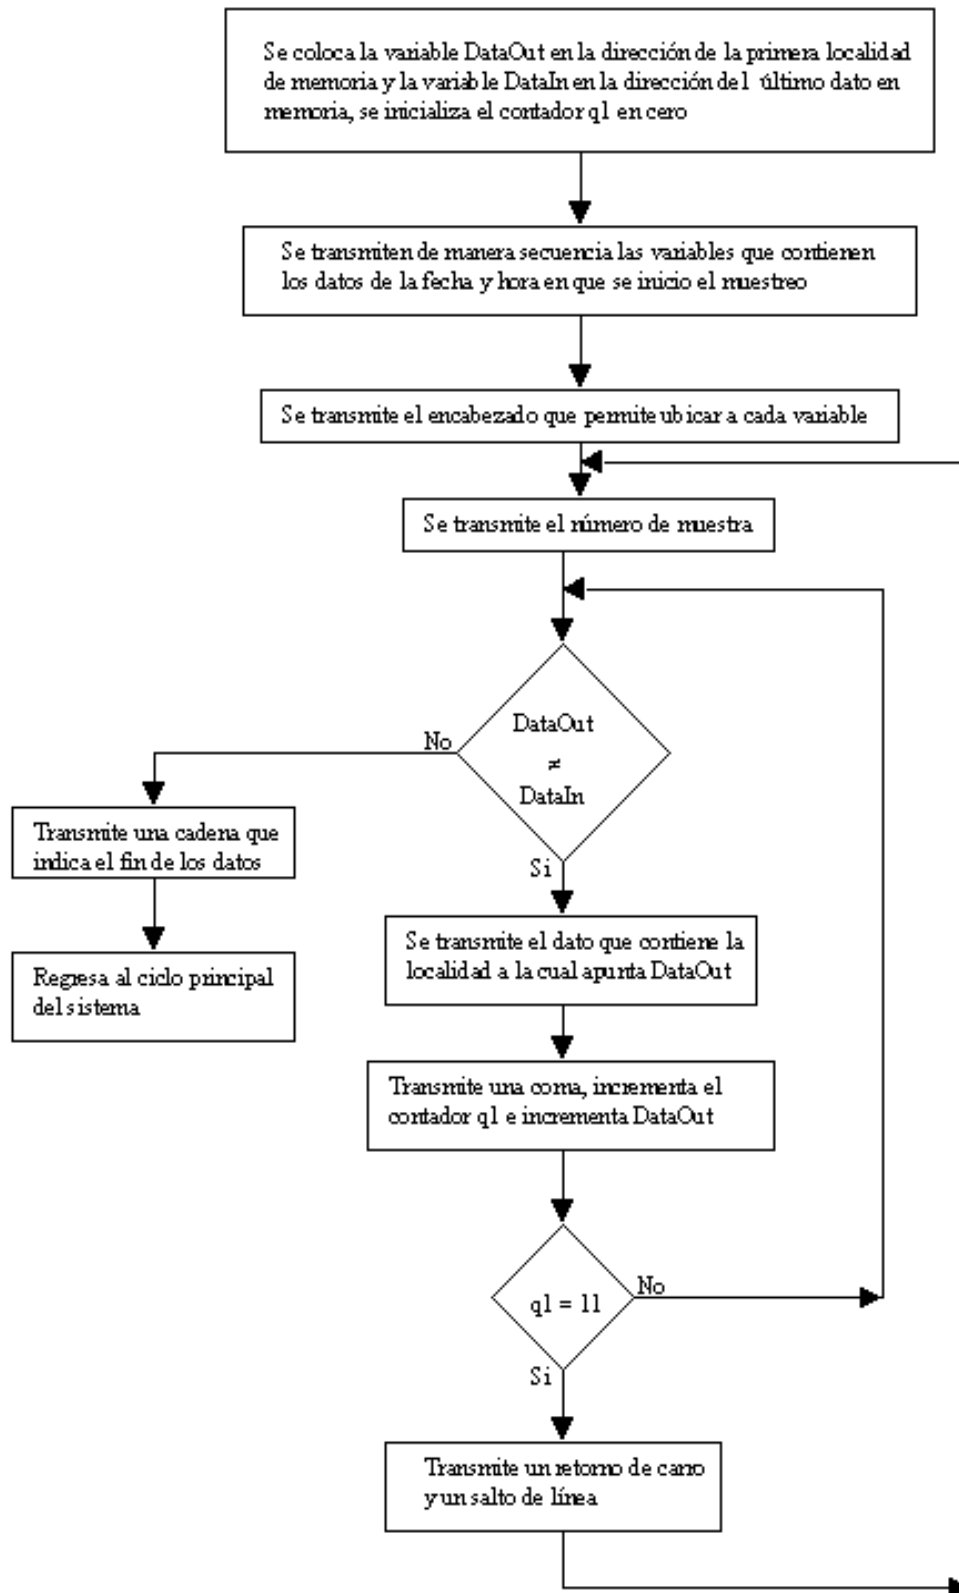 Se coloca la variable DataOut en la dirección de la primera localidad
de memoria y la variable DataIn en la dirección del último dato en
memoria, se inicializa el contador q1 en cero
Se transmiten de manera secuencia las variables que contienen
los datos de la fecha y hora en que se inicio el muestreo
Se transmite el encabezado que permite ubicar a cada variable
Se transmite el número de muestra
DataOut
≠
DataIn
No
Transmite una cadena que
indica el fin de los datos
Regresa al ciclo principal
del sistema
Si
Se transmite el dato que contiene la
localidad a la cual apunta DataOut
Transmite una coma, incrementa el
contador q1 e incrementa DataOut
q1 = 11
No
Si
Transmite un retorno de carro
y un salto de línea